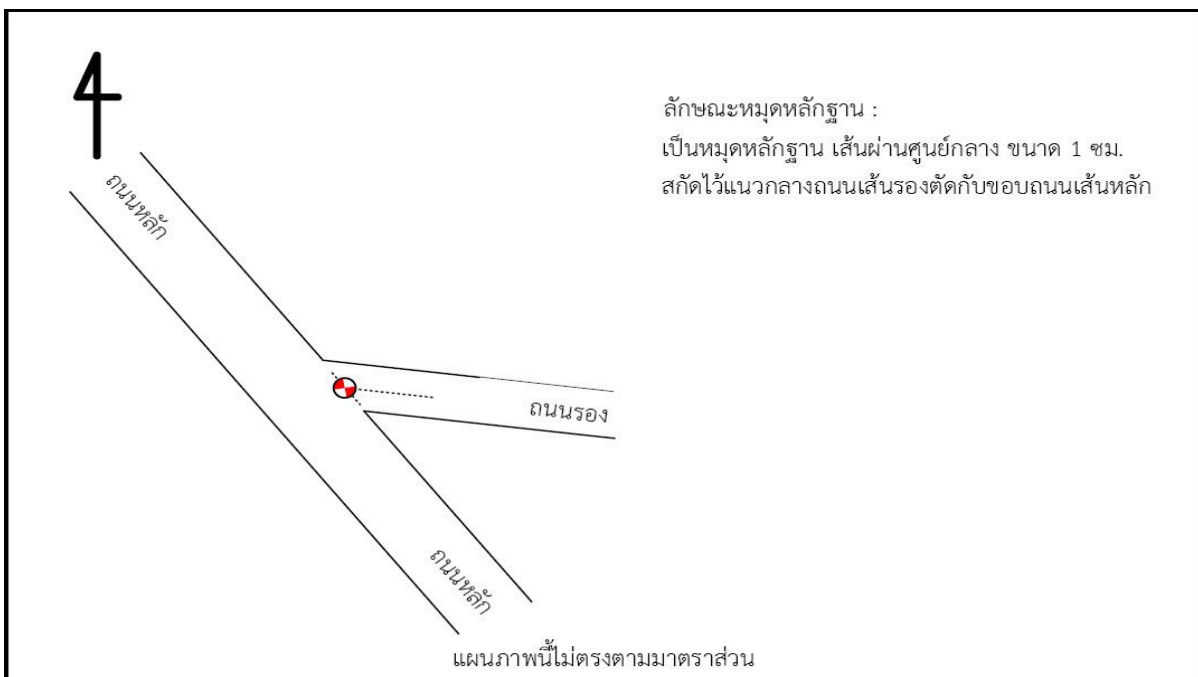 ลักษณะหมุดหลักฐาน :
เป็นหมุดหลักฐาน เส้นผ่านศูนย์กลาง ขนาด 1 ซม.
สกัดไว้แนวกลางถนนเส้นรองตัดกับขอบถนนเส้นหลัก
ถนนหลัก
ถนนรอง
ถนนหลัก
แผนภาพนี้ไม่ตรงตามมาตราส่วน